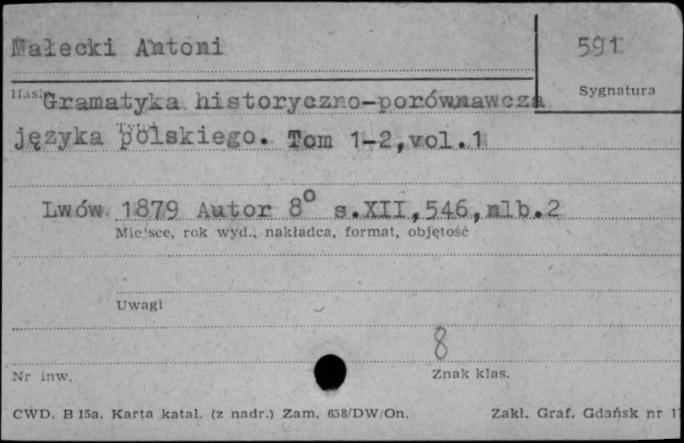 Małecki Antoni
591
Hasło
Sygnatura
Gramatyka historyczno-porównawcza
Tytuł
języka polskiego. Tom 1-2,vol.1
Lwów 1879 Autor 8° s.XII,546,nlb.2
Miejsce, rok wyd., nakładca, format, objętość
Uwagi
8
Nr inw.
Znak klas.
CWD. B 15a. Karta katal. (z nadr.) Zam. 658/DW/On.
Zakł. Graf. Gdańsk nr